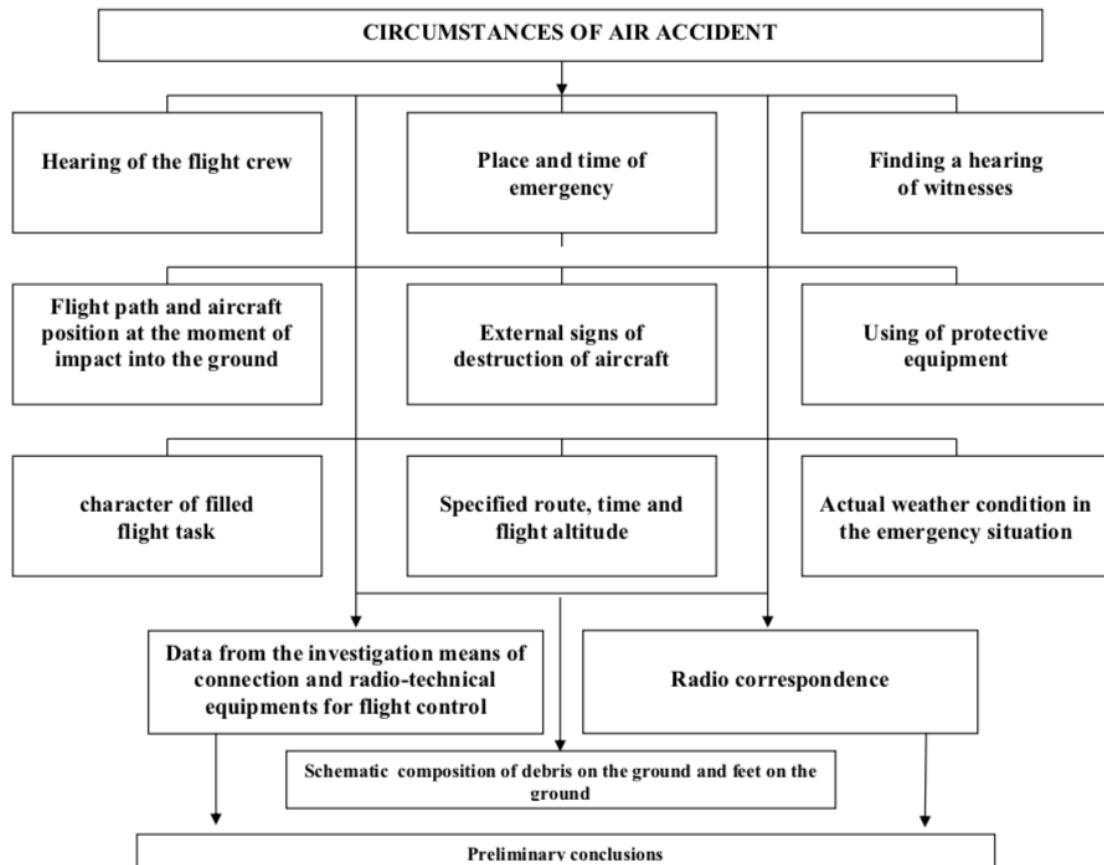 CIRCUMSTANCES OF AIR ACCIDENT
Hearing of the flight crew
Place and time of
emergency
Finding a hearing
of witnesses
Flight path and aircraft
position at the moment of
impact into the ground
External signs of
destruction of aircraft
Using of protective
equipment
character of filled
flight task
Specified route, time and
flight altitude
Actual weather condition in
the emergency situation
Data from the investigation means of
connection and radio-technical
equipments for flight control
Radio correspondence
Schematic composition of debris on the ground and feet on the
ground
Preliminary conclusions